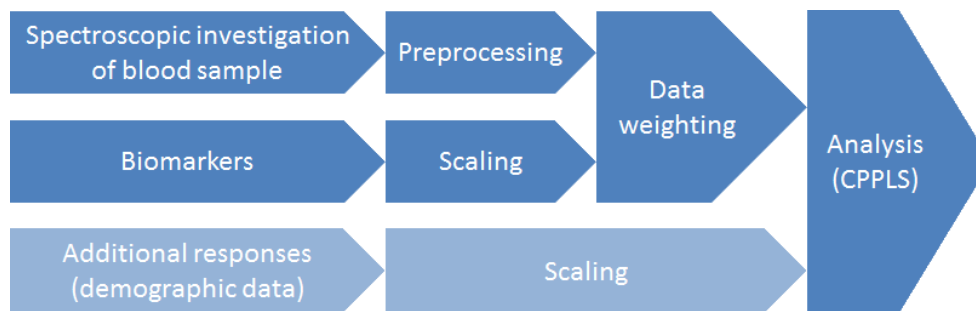 Spectroscopic investigation
of blood sample
Preprocessing
Data
weighting
Biomarkers
Scaling
Analysis
(CPPLS)
Additional responses
(demographic data)
Scaling